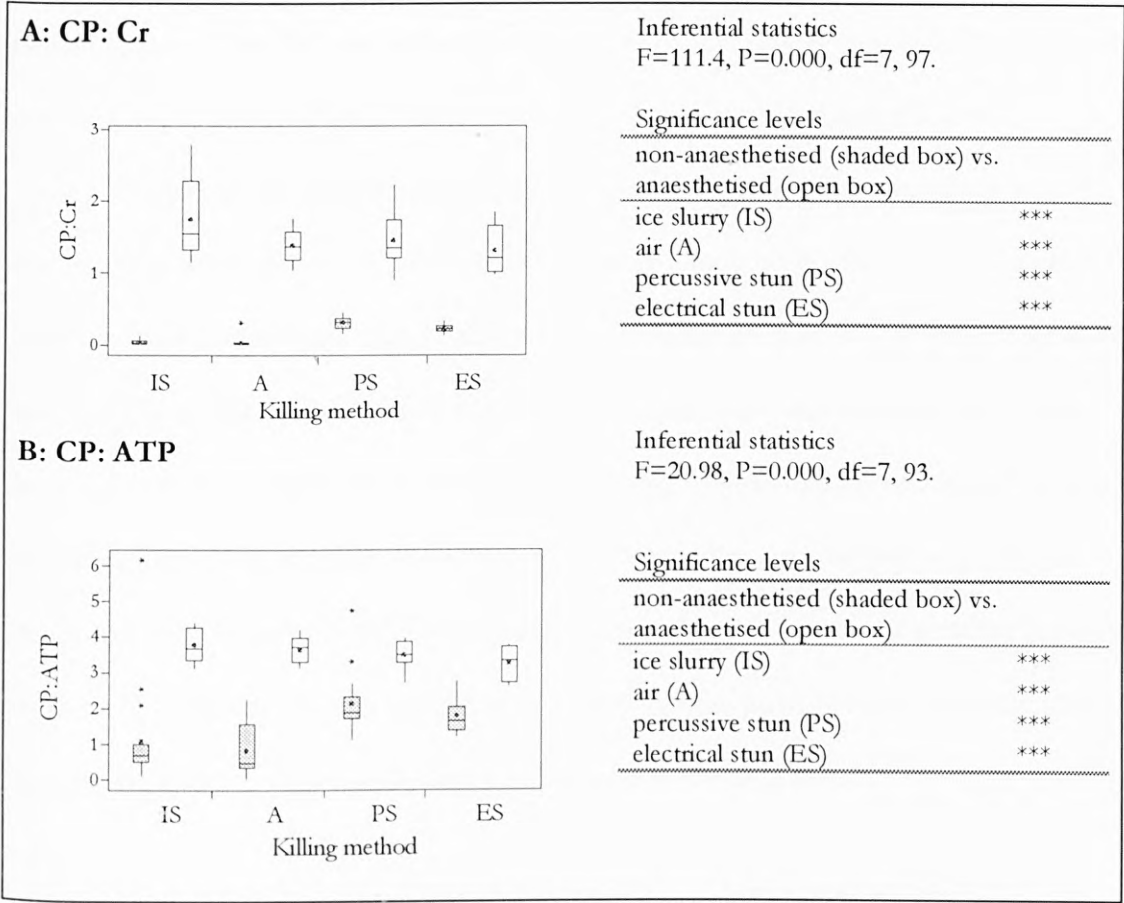 A: CP: Cr
Inferential statistics
F=111.4, P=0.000, df=7, 97.
Significance levels
non-anaesthetised (shaded box) vs.
anaesthetised (open box)
ice slurry (IS) ***
air (A) ***
percussive stun (PS) ***
electrical stun (ES) ***
CP:Cr
3
2
1
0
IS A PS ES
Killing method
B: CP: ATP
Inferential statistics
F=20.98, P=0.000, df=7, 93.
Significance levels
non-anaesthetised (shaded box) vs.
anaesthetised (open box)
ice slurry (IS) ***
air (A) ***
percussive stun (PS) ***
electrical stun (ES) ***
CP:ATP
6
5
4
3
2
1
0
IS A PS ES
Killing method